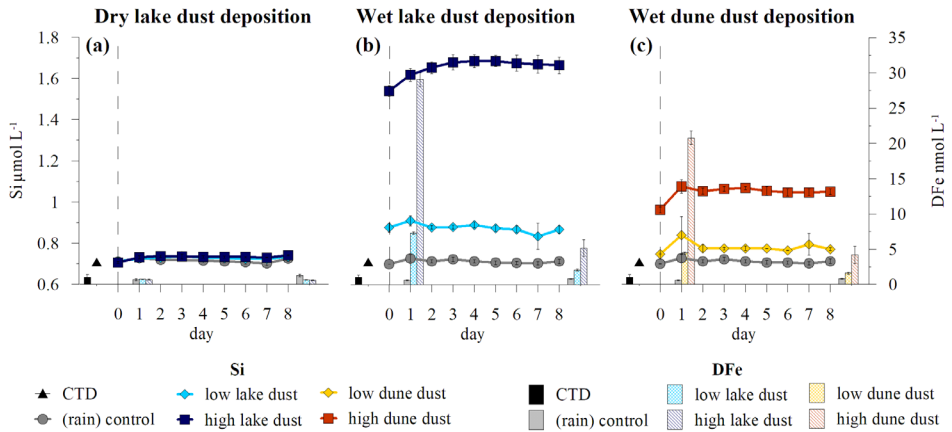 Dry lake dust deposition Wet lake dust deposition Wet dune dust deposition
1.8 (a) (b) (c) 35
1.6 30
1.4 25
1.2 20
1 15
0.8 10
0.6 5
0
Si µmol L-1
DFe nmol L-1
0 1 2 3 4 5 6 7 8 0 1 2 3 4 5 6 7 8 0 1 2 3 4 5 6 7 8
day day day
Si DFe
CTD low lake dust low dune dust CTD low lake dust low dune dust
(rain) control high lake dust high dune dust (rain) control high lake dust high dune dust